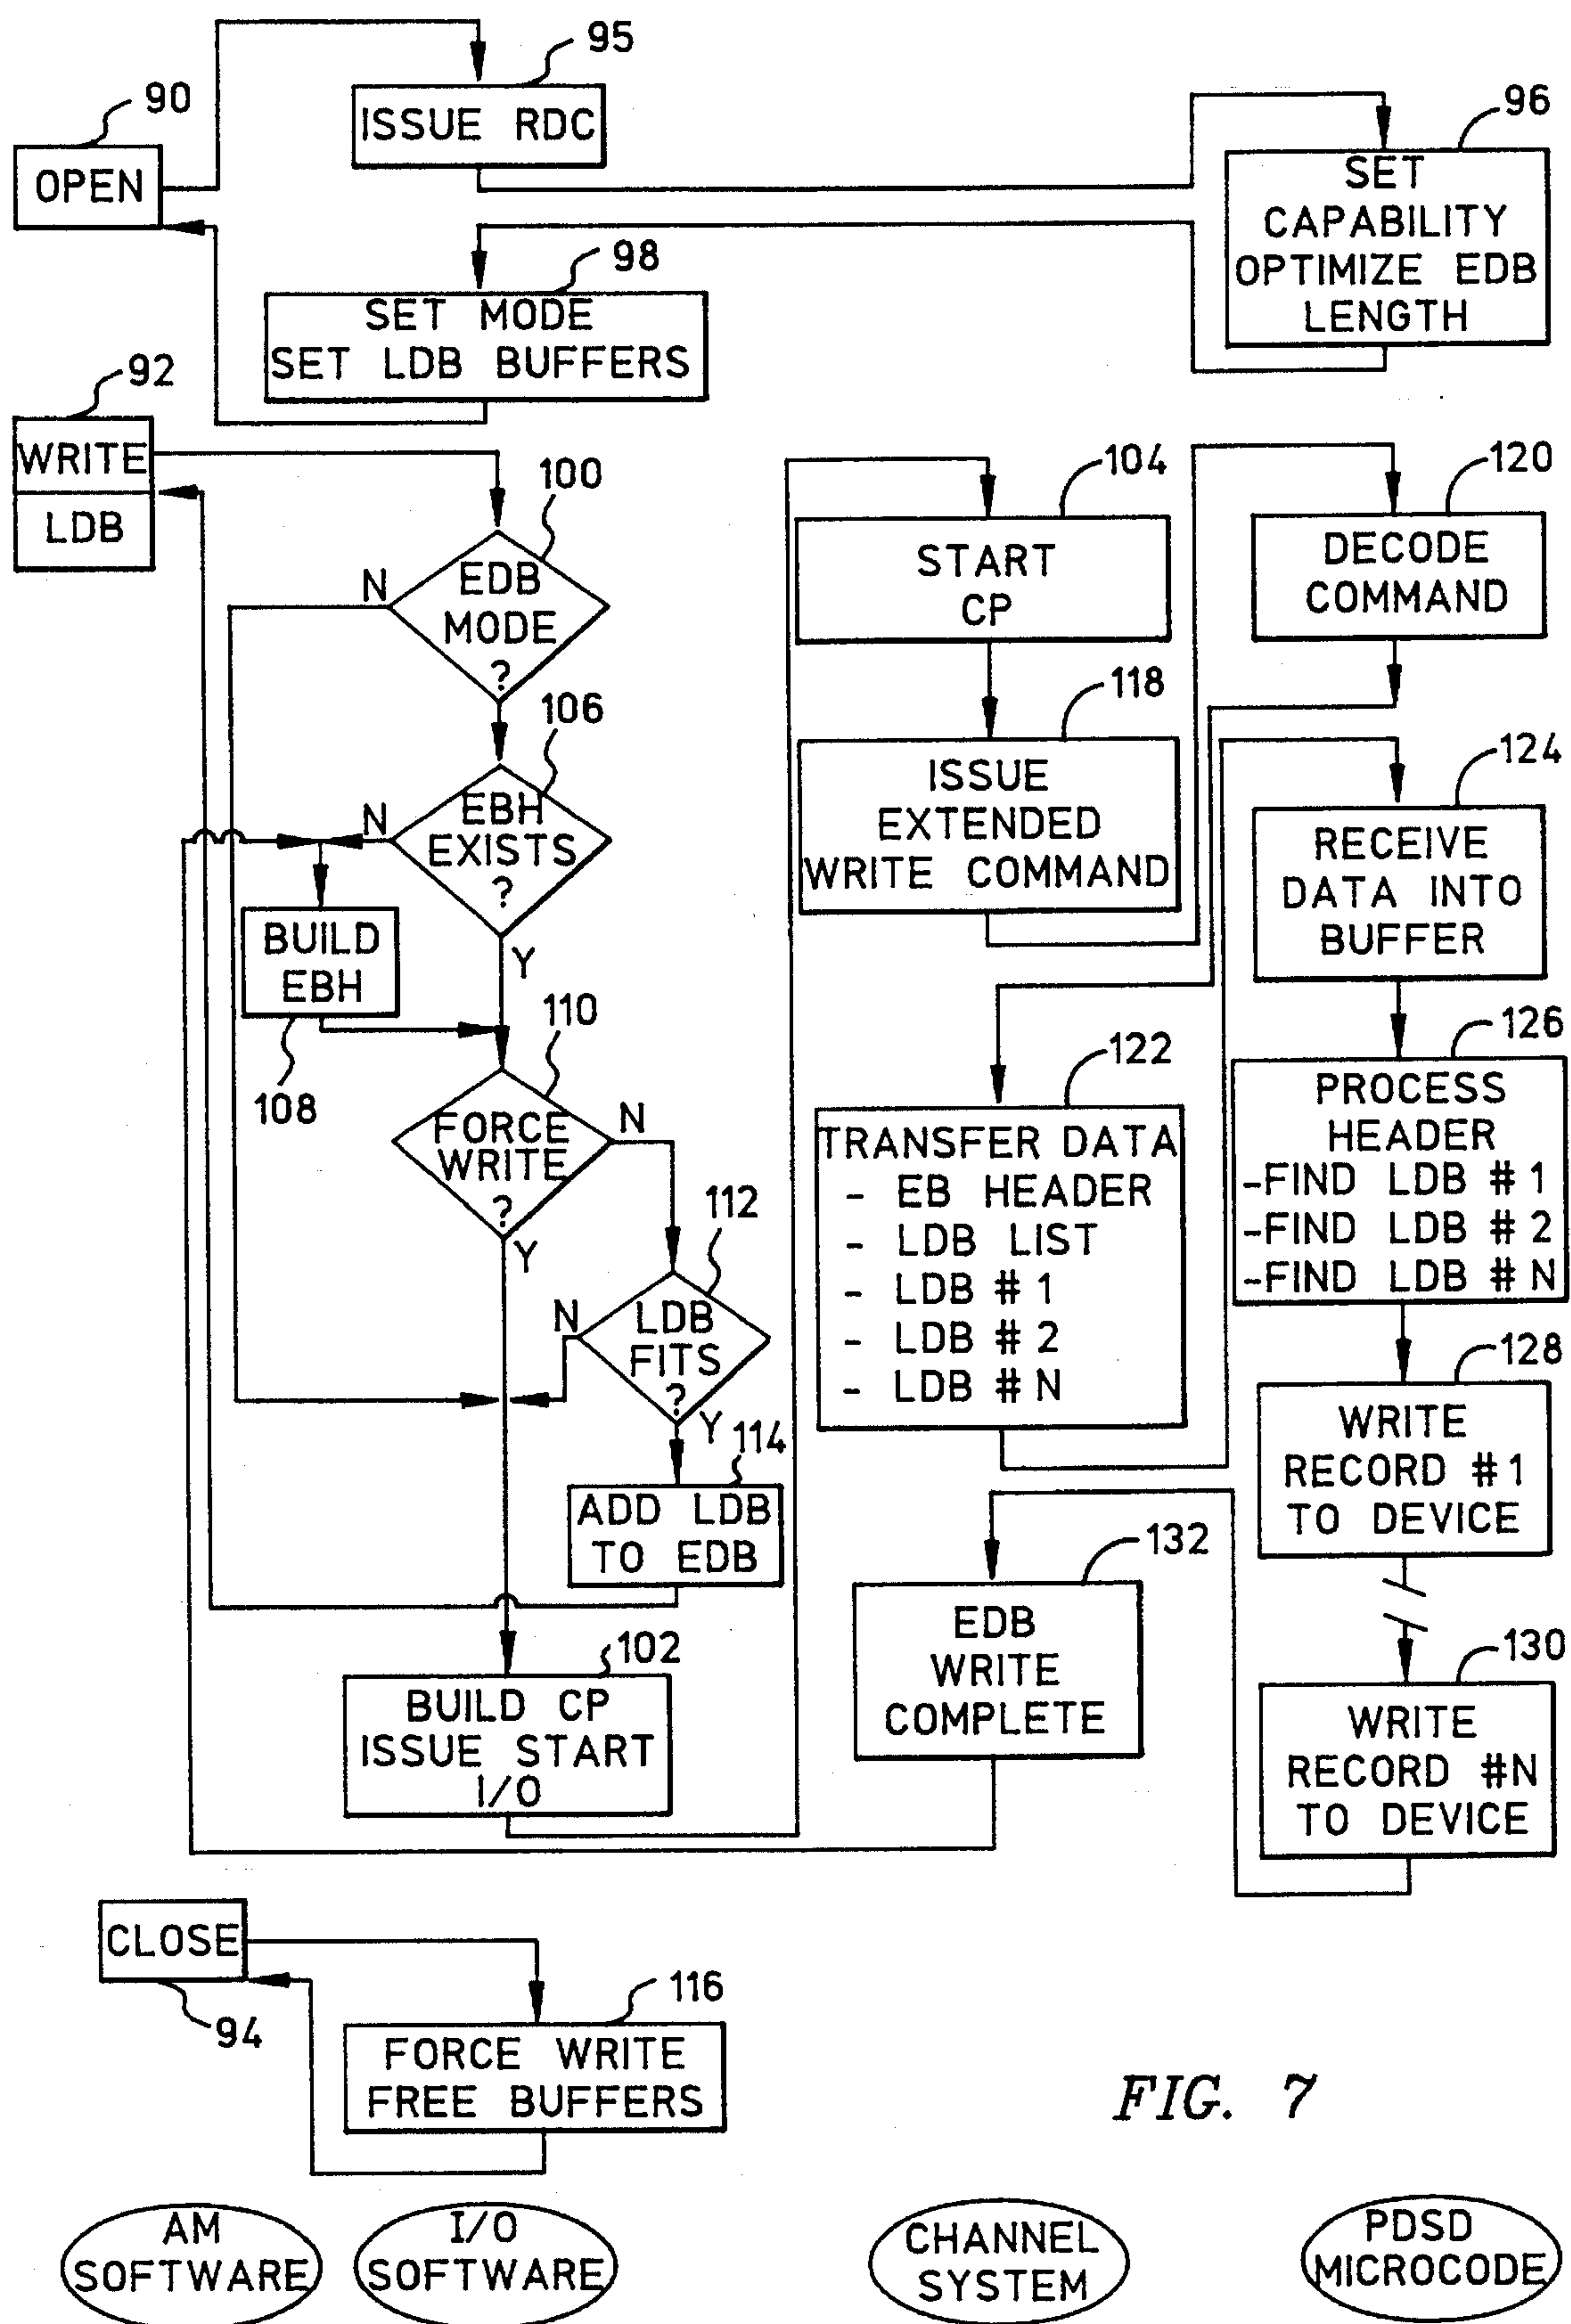 95
90
ISSUE RDC
96
OPEN
SET
CAPABILITY
OPTIMIZE EDB
LENGTH
98
SET MODE
SET LDB BUFFERS
92
WRITE
LDB
100
EDB
MODE
?
N
104
START
CP
120
DECODE
COMMAND
106
EBH
EXISTS
?
N
Y
118
ISSUE
EXTENDED
WRITE COMMAND
124
RECEIVE
DATA INTO
BUFFER
BUILD
EBH
108
110
FORCE
WRITE
?
N
Y
122
TRANSFER DATA
- EB HEADER
- LDB LIST
- LDB #1
- LDB #2
- LDB #N
126
PROCESS
HEADER
-FIND LDB #1
-FIND LDB #2
-FIND LDB #N
112
LDB
FITS
?
N
Y
114
ADD LDB
TO EDB
128
WRITE
RECORD #1
TO DEVICE
132
EDB
WRITE
COMPLETE
102
BUILD CP
ISSUE START
I/O
130
WRITE
RECORD #N
TO DEVICE
CLOSE
94
116
FORCE WRITE
FREE BUFFERS
FIG. 7
AM
SOFTWARE
I/O
SOFTWARE
CHANNEL
SYSTEM
PDSD
MICROCODE